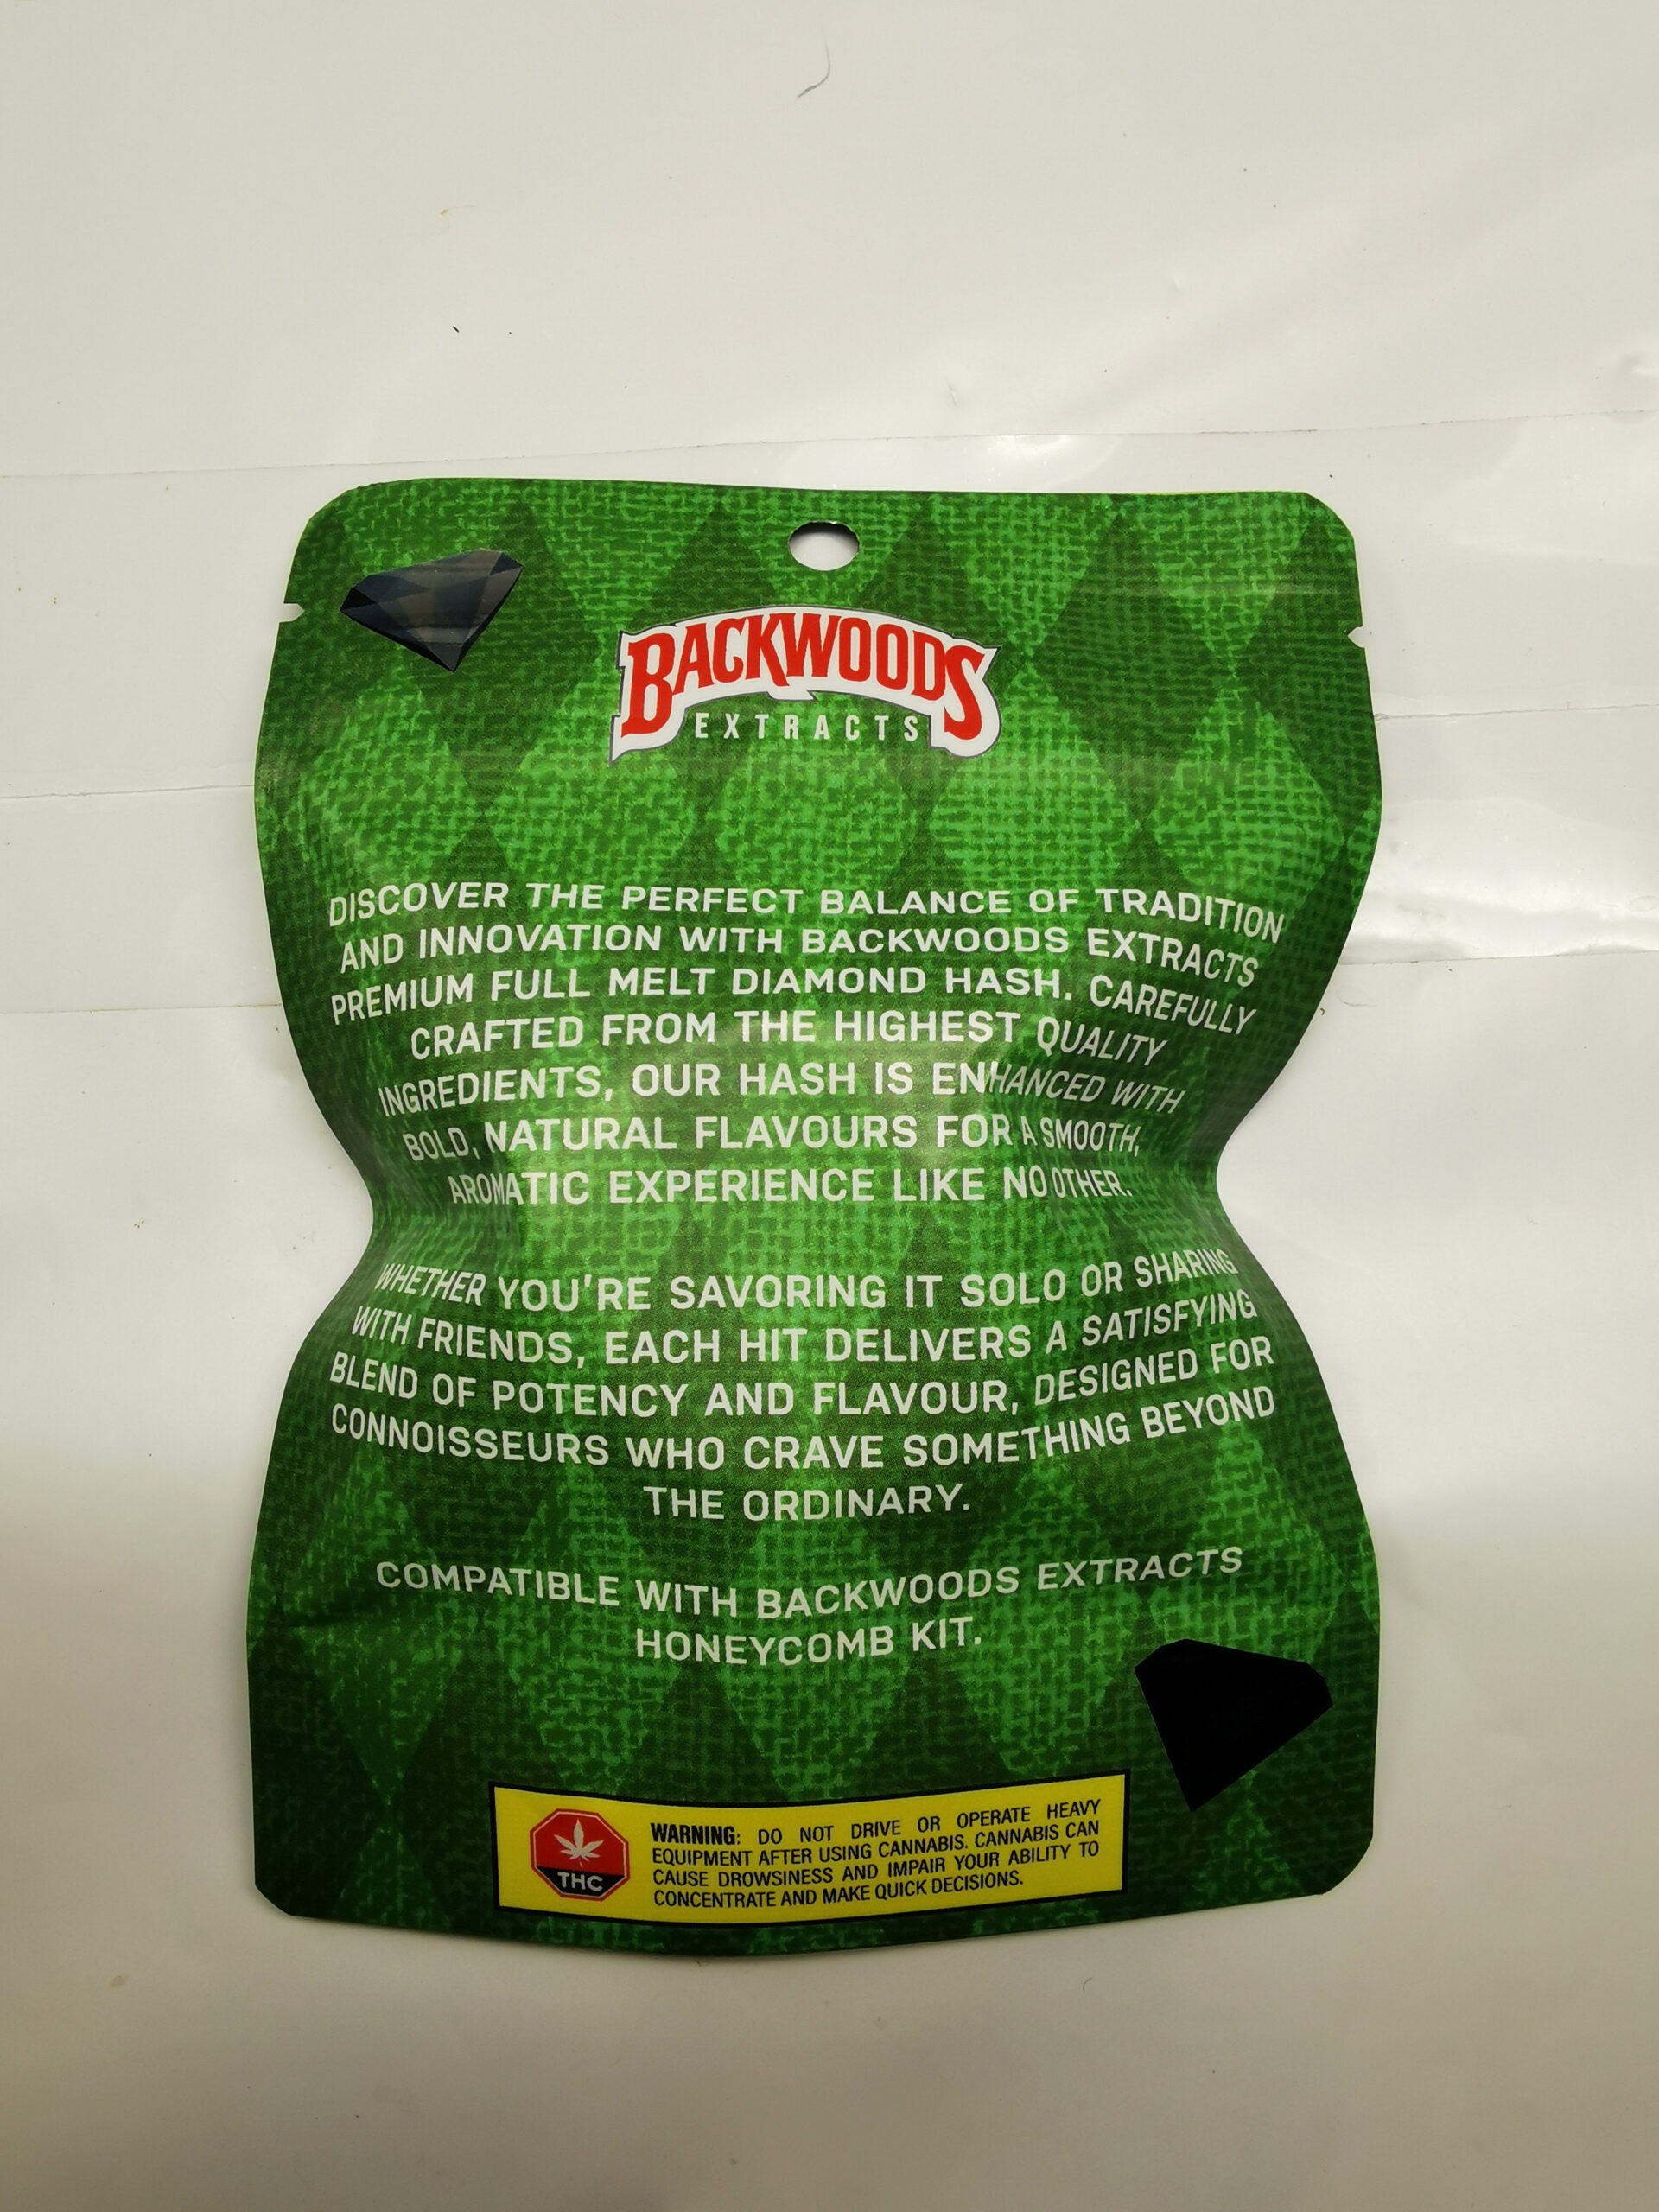 BACKWOODS
EXTRACTS
DISCOVER THE PERFECT BALANCE OF TRADITION
AND INNOVATION WITH BACKWOODS EXTRACTS
PREMIUM FULL MELT DIAMOND HASH. CAREFULLY
CRAFTED FROM THE HIGHEST QUALITY
INGREDIENTS, OUR HASH IS ENHANCED WITH
BOLD, NATURAL FLAVOURS FOR A SMOOTH,
AROMATIC EXPERIENCE LIKE NO OTHER.
WHETHER YOU'RE SAVORING IT SOLO OR SHARING
WITH FRIENDS, EACH HIT DELIVERS A SATISFYING
BLEND OF POTENCY AND FLAVOUR, DESIGNED FOR
CONNOISSEURS WHO CRAVE SOMETHING BEYOND
THE ORDINARY.
COMPATIBLE WITH BACKWOODS EXTRACTS
HONEYCOMB KIT.
THC
WARNING: DO NOT DRIVE OR OPERATE HEAVY
EQUIPMENT AFTER USING CANNABIS. CANNABIS CAN
CAUSE DROWSINESS AND IMPAIR YOUR ABILITY TO
CONCENTRATE AND MAKE QUICK DECISIONS.